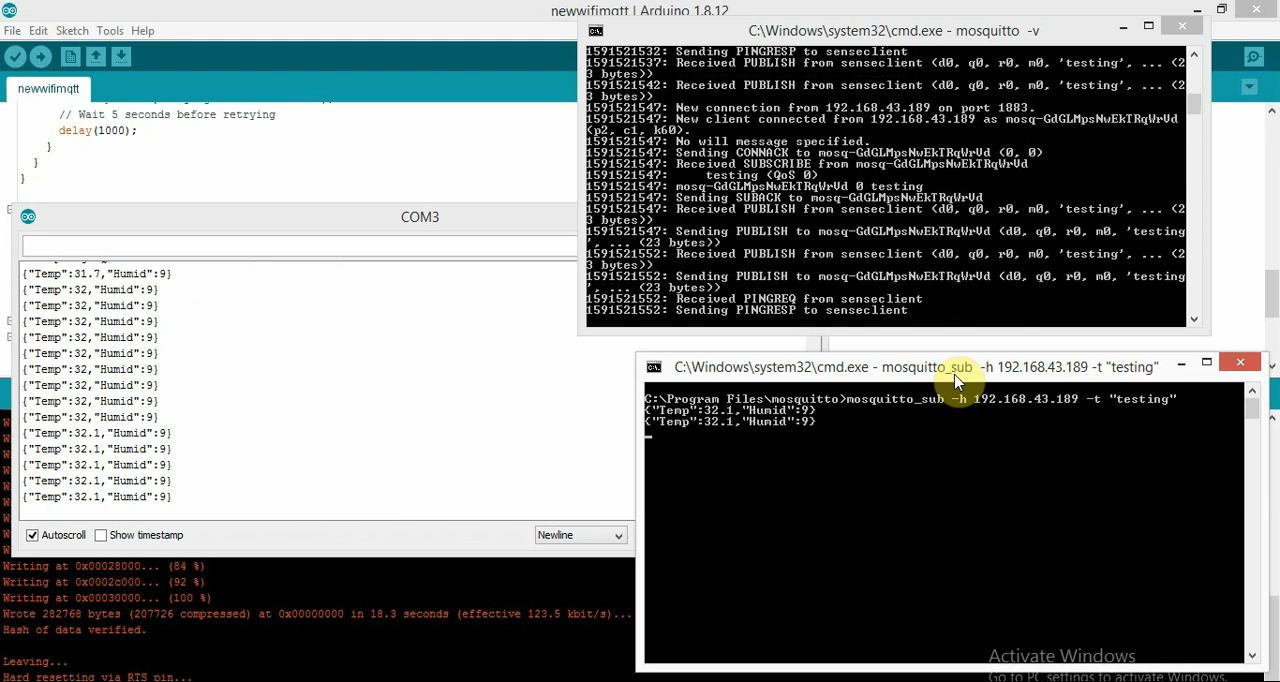 newwifimqtt | Arduino 1.8.12
File Edit Sketch Tools Help
newwifimqtt
// Wait 5 seconds before retrying
delay(1000);
}
}
}
COM3
{"Temp":31.7,"Humid":9}
{"Temp":32,"Humid":9}
{"Temp":32,"Humid":9}
{"Temp":32,"Humid":9}
{"Temp":32,"Humid":9}
{"Temp":32,"Humid":9}
{"Temp":32,"Humid":9}
{"Temp":32,"Humid":9}
{"Temp":32,"Humid":9}
{"Temp":32,"Humid":9}
{"Temp":32.1,"Humid":9}
{"Temp":32.1,"Humid":9}
{"Temp":32.1,"Humid":9}
{"Temp":32.1,"Humid":9}
{"Temp":32.1,"Humid":9}
Autoscroll Show timestamp Newline
Writing at 0x00028000... (84 %)
Writing at 0x0002c000... (92 %)
Writing at 0x00030000... (100 %)
Wrote 282768 bytes (207726 compressed) at 0x00000000 in 18.3 seconds (effective 123.5 kbit/s)...
Hash of data verified.
Leaving...
Hard resetting via RTS pin...
C:\Windows\system32\cmd.exe - mosquitto -v
1591521532: Sending PINGRESP to senseclient
1591521537: Received PUBLISH from senseclient (d0, q0, r0, m0, 'testing', ... (2
3 bytes))
1591521542: Received PUBLISH from senseclient (d0, q0, r0, m0, 'testing', ... (2
3 bytes))
1591521547: New connection from 192.168.43.189 on port 1883.
1591521547: New client connected from 192.168.43.189 as mosq-GdGLMpsNwEkTRqWrUd
(p2, c1, k60).
1591521547: No will message specified.
1591521547: Sending CONNACK to mosq-GdGLMpsNwEkTRqWrUd (0, 0)
1591521547: Received SUBSCRIBE from mosq-GdGLMpsNwEkTRqWrUd
1591521547: testing (QoS 0)
1591521547: mosq-GdGLMpsNwEkTRqWrUd 0 testing
1591521547: Sending SUBACK to mosq-GdGLMpsNwEkTRqWrUd
1591521547: Received PUBLISH from senseclient (d0, q0, r0, m0, 'testing', ... (2
3 bytes))
1591521547: Sending PUBLISH to mosq-GdGLMpsNwEkTRqWrUd (d0, q0, r0, m0, 'testing
', ... (23 bytes))
1591521552: Received PUBLISH from senseclient (d0, q0, r0, m0, 'testing', ... (2
3 bytes))
1591521552: Sending PUBLISH to mosq-GdGLMpsNwEkTRqWrUd (d0, q0, r0, m0, 'testing
', ... (23 bytes))
1591521552: Received PINGREQ from senseclient
1591521552: Sending PINGRESP to senseclient
C:\Windows\system32\cmd.exe - mosquitto_sub -h 192.168.43.189 -t "testing"
C:\Program Files\mosquitto>mosquitto_sub -h 192.168.43.189 -t "testing"
{"Temp":32.1,"Humid":9}
{"Temp":32.1,"Humid":9}
Activate Windows
Go to PC settings to activate Windows.